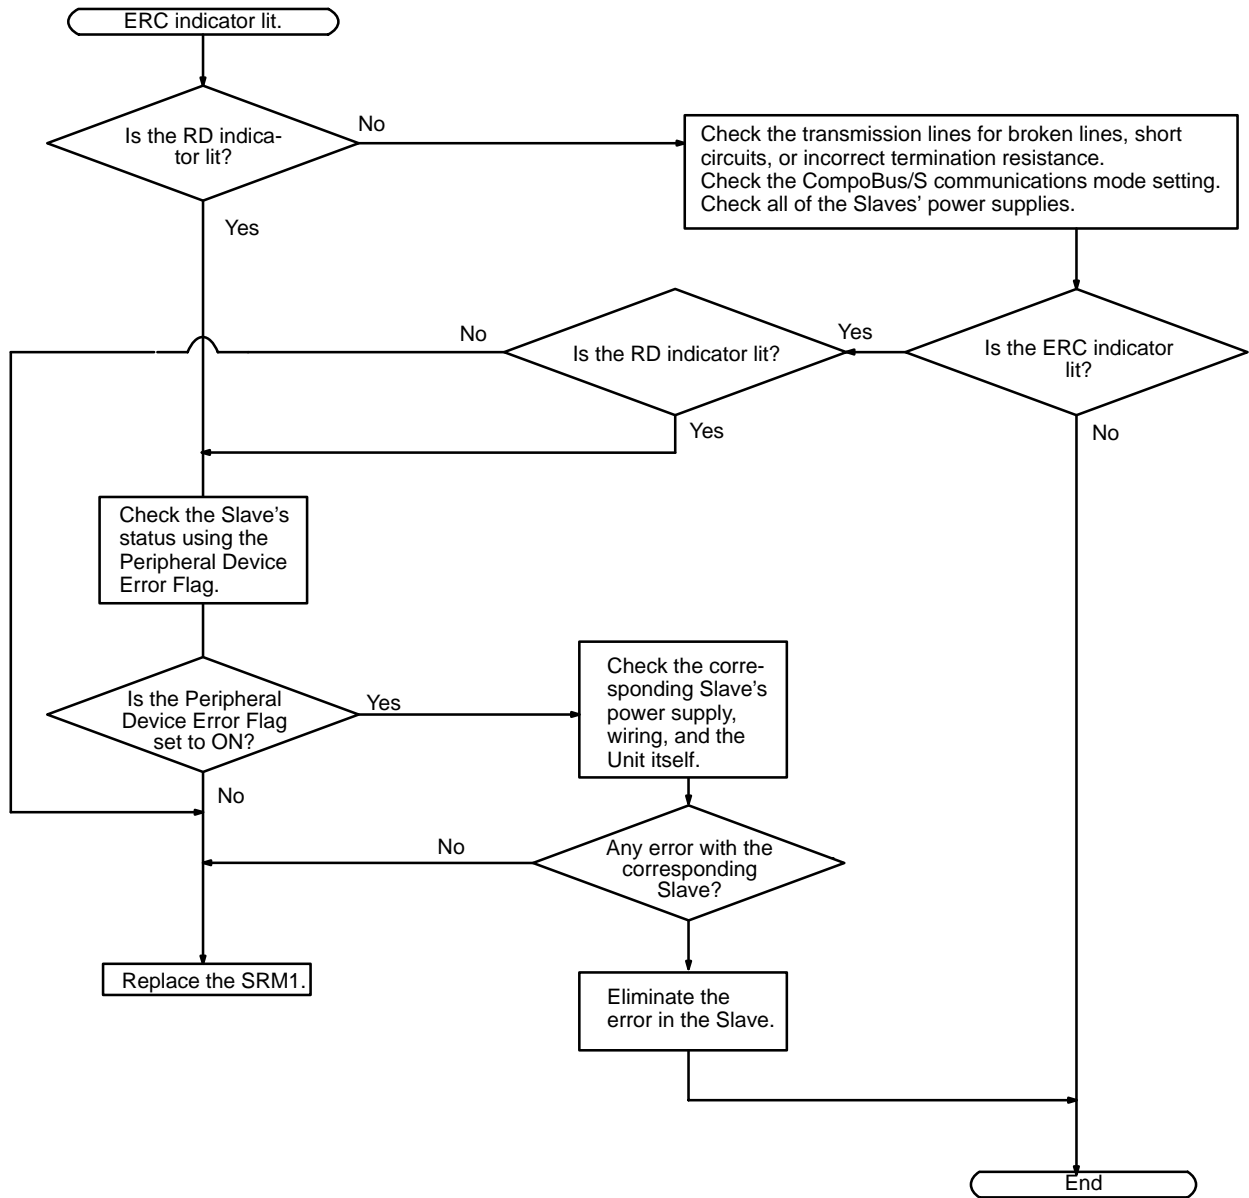 ERC indicator lit.
Is the RD indica-
tor lit?
No
Yes
Check the transmission lines for broken lines, short
circuits, or incorrect termination resistance.
Check the CompoBus/S communications mode setting.
Check all of the Slaves’ power supplies.
Is the ERC indicator
lit?
Yes
No
Is the RD indicator lit?
No
Yes
Check the Slave’s
status using the
Peripheral Device
Error Flag.
Is the Peripheral
Device Error Flag
set to ON?
Yes
No
Check the corre-
sponding Slave’s
power supply,
wiring, and the
Unit itself.
Any error with the
corresponding
Slave?
No
Replace the SRM1.
Eliminate the
error in the Slave.
End